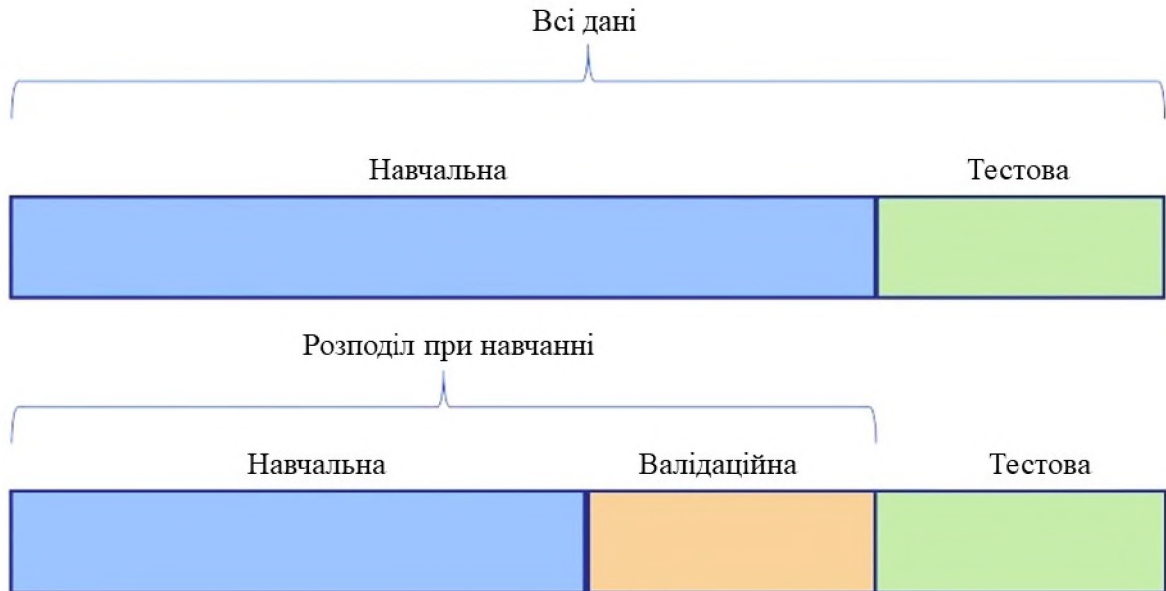 Всі дані
Навчальна Тестова
Розподіл при навчанні
Навчальна Валідаційна Тестова